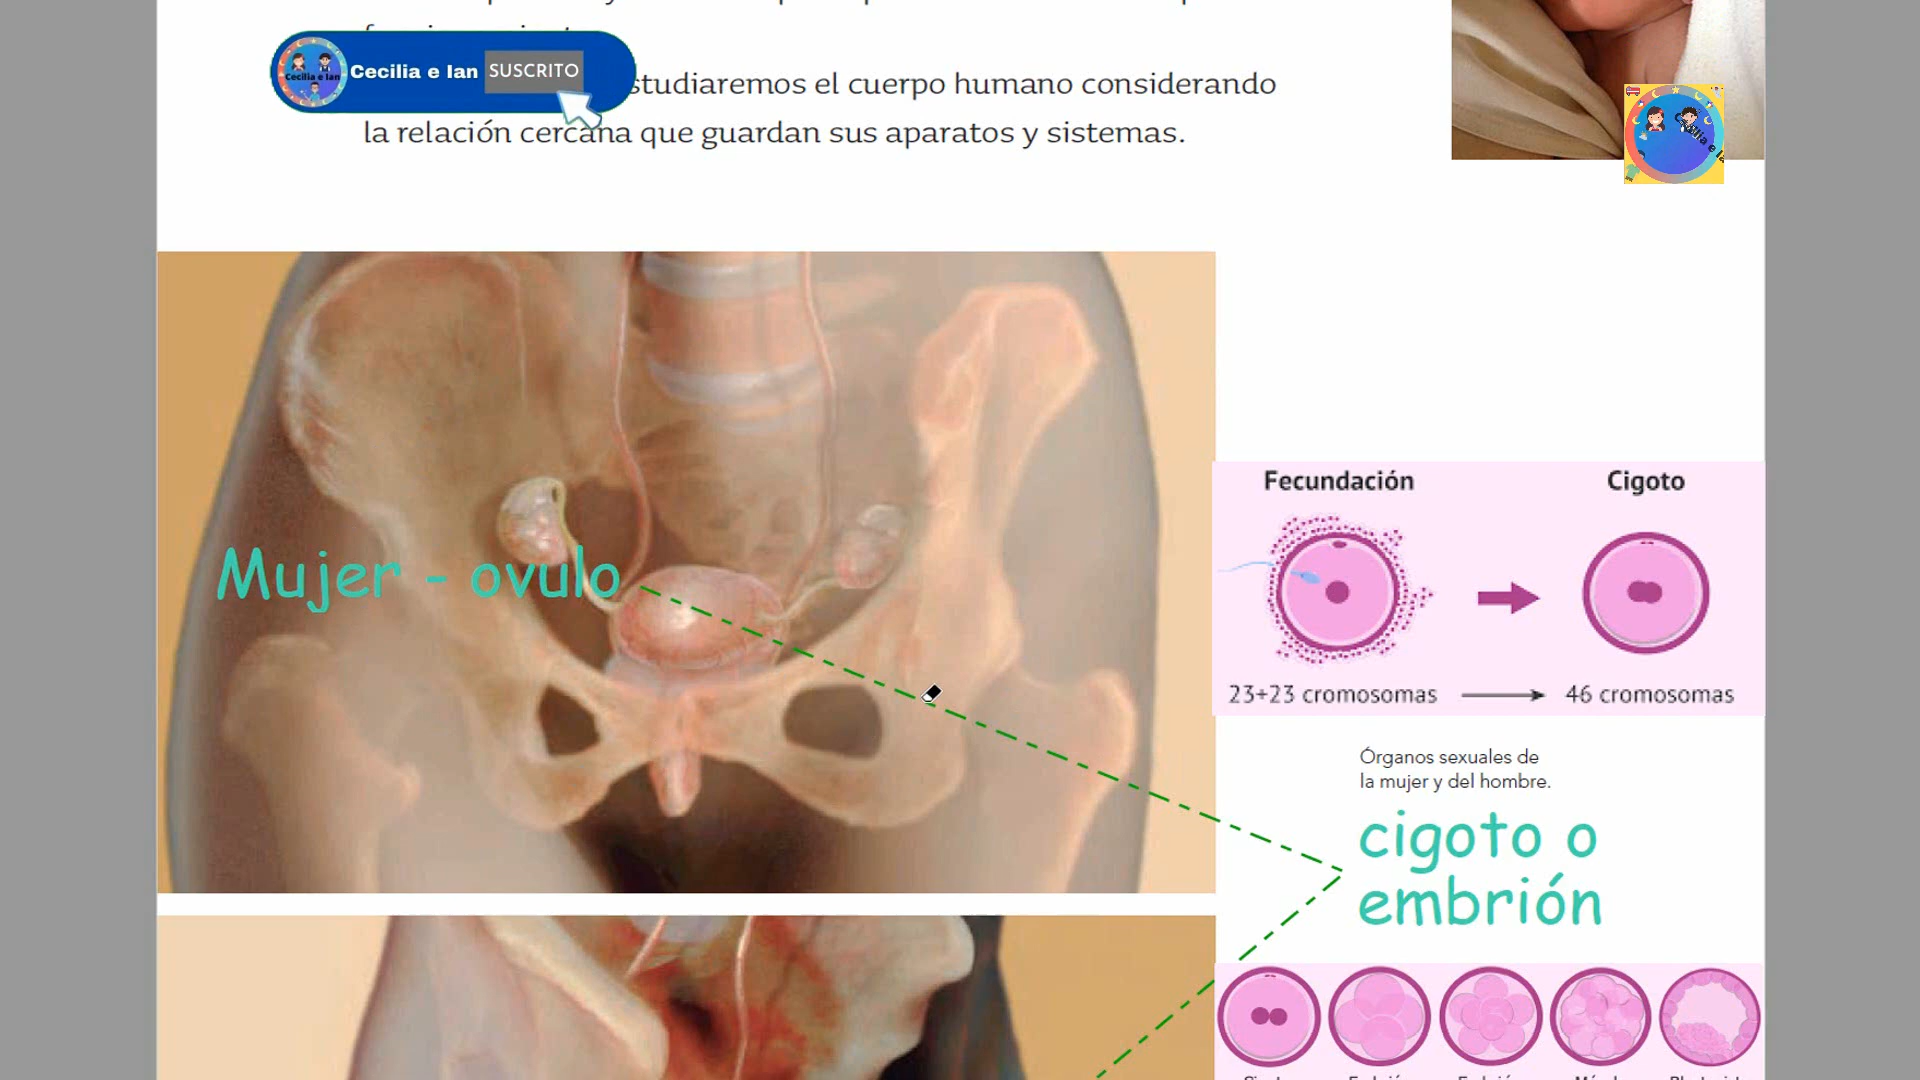 Cecilia e Ian SUSCRITO
studiaremos el cuerpo humano considerando
la relación cercana que guardan sus aparatos y sistemas.
Fecundación
Cigoto
Mujer - ovulo
23+23 cromosomas
46 cromosomas
Órganos sexuales de
la mujer y del hombre.
cigoto o
embrión